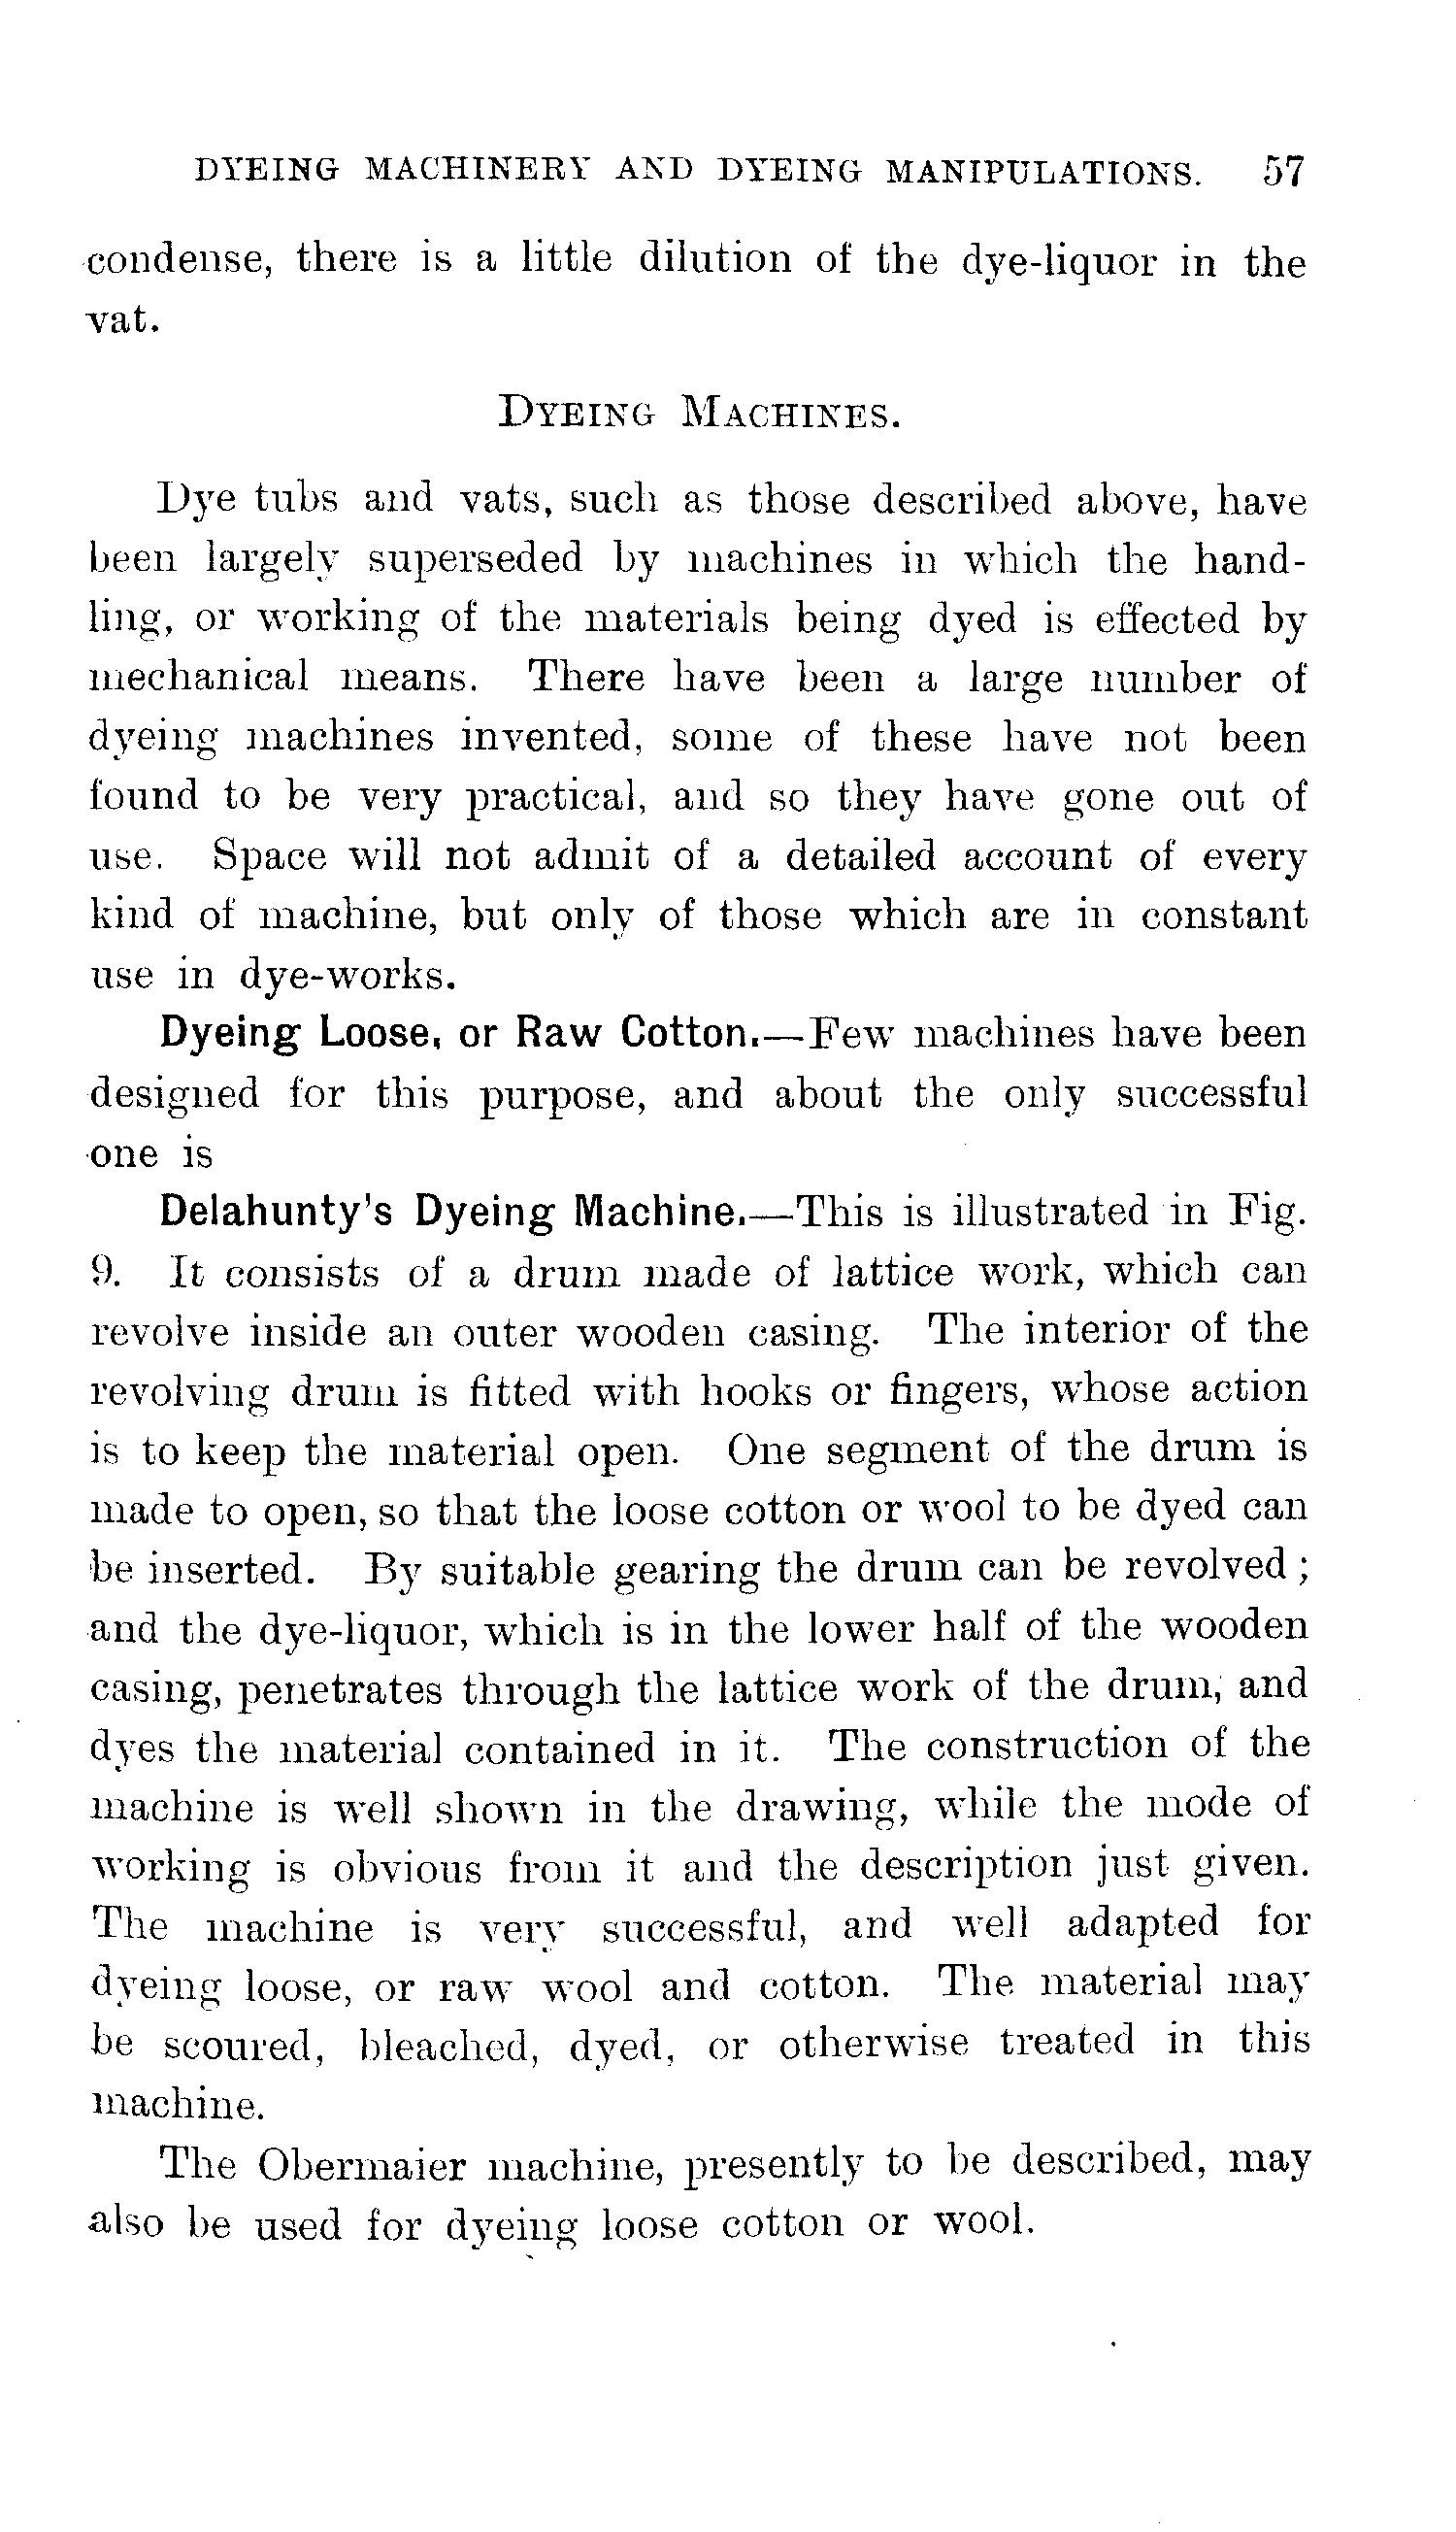 DYEING MACHINERY AND DYEING MANIPULATIONS. 57
condense, there is a little dilution of the dye-liquor in the
vat.
DYEING MACHINES.
Dye tubs and vats, such as those described above, have
been largely superseded by machines in which the hand-
ling, or working of the materials being dyed is effected by
mechanical means. There have been a large number of
dyeing machines invented, some of these have not been
found to be very practical, and so they have gone out of
use. Space will not admit of a detailed account of every
kind of machine, but only of those which are in constant
use in dye-works.
Dyeing Loose, or Raw Cotton.—Few machines have been
designed for this purpose, and about the only successful
one is
Delahunty's Dyeing Machine.—This is illustrated in Fig.
9. It consists of a drum made of lattice work, which can
revolve inside an outer wooden casing. The interior of the
revolving drum is fitted with hooks or fingers, whose action
is to keep the material open. One segment of the drum is
made to open, so that the loose cotton or wool to be dyed can
be inserted. By suitable gearing the drum can be revolved;
and the dye-liquor, which is in the lower half of the wooden
casing, penetrates through the lattice work of the drum, and
dyes the material contained in it. The construction of the
machine is well shown in the drawing, while the mode of
working is obvious from it and the description just given.
The machine is very successful, and well adapted for
dyeing loose, or raw wool and cotton. The material may
be scoured, bleached, dyed, or otherwise treated in this
machine.
The Obermaier machine, presently to be described, may
also be used for dyeing loose cotton or wool.